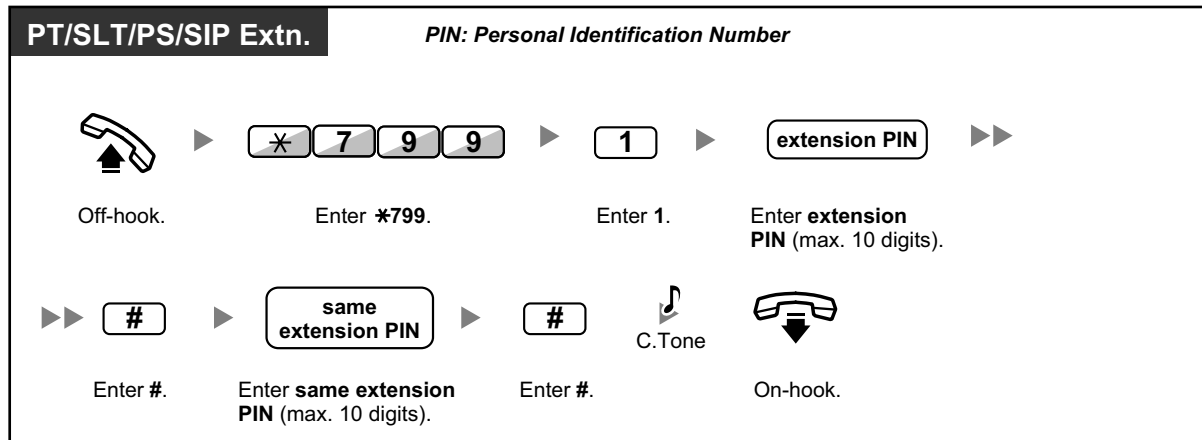 PT/SLT/PS/SIP Extn.
PIN: Personal Identification Number
* 7 9 9
1
extension PIN
Off-hook.
Enter *799.
Enter 1.
Enter extension
PIN (max. 10 digits).
#
same
extension PIN
#
C.Tone
Enter #.
Enter same extension
PIN (max. 10 digits).
Enter #.
On-hook.